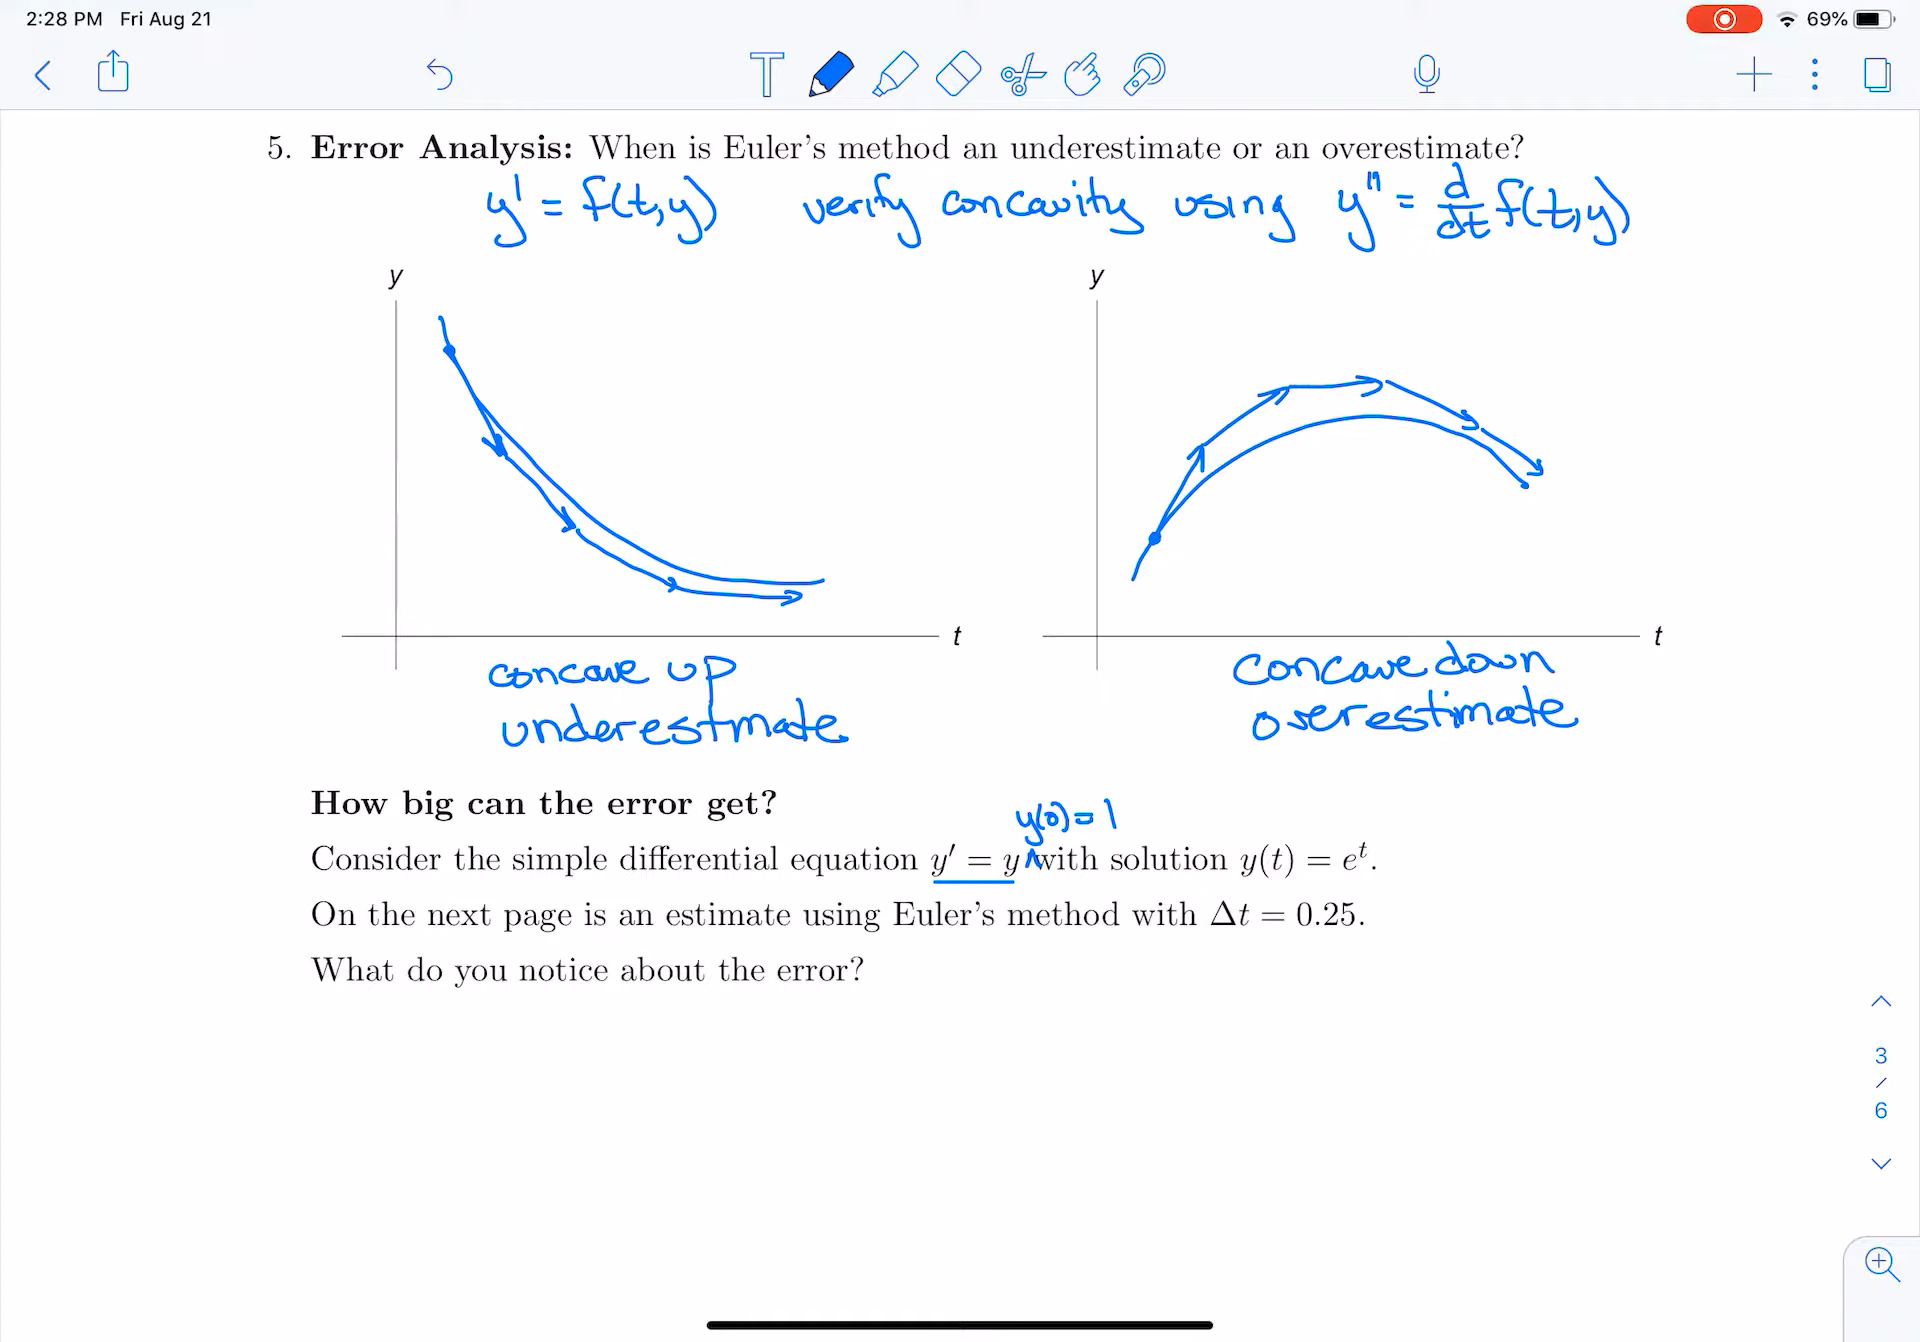 2:28 PM Fri Aug 21
69%
5. Error Analysis: When is Euler's method an underestimate or an overestimate?
y' = f(t,y) verify concavity using y'' = d/dt f(t,y)
y
y
t
t
concave up
concave down
underestmate
overestimate
How big can the error get?
y(0)=1
Consider the simple differential equation y′ = y ^ with solution y(t) = eᵗ.
On the next page is an estimate using Euler's method with Δt = 0.25.
What do you notice about the error?
3
/
6